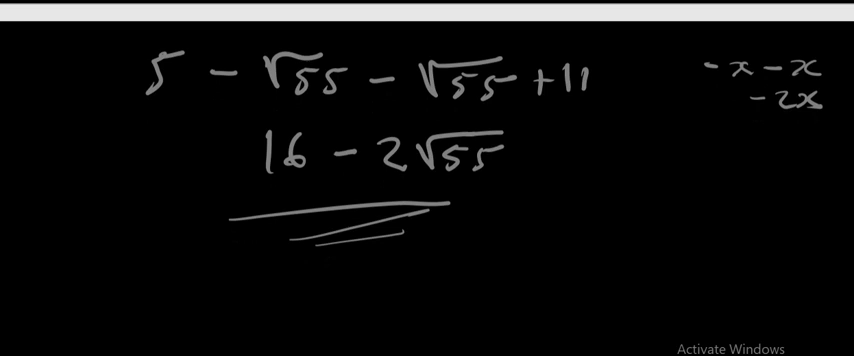 5 - √55 - √55 + 11
- x - x
- 2x
16 - 2√55
Activate Windows